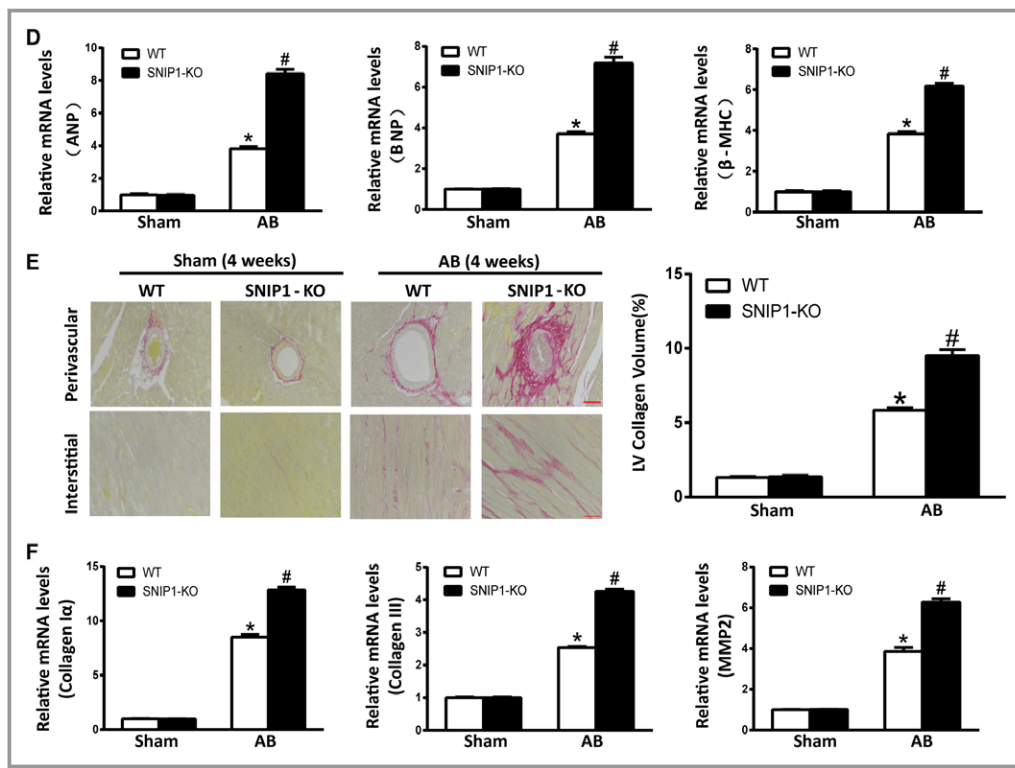 D
Relative mRNA levels
(ANP)
10
8
6
4
2
0
WT
SNIP1-KO
*
#
Sham
AB
Relative mRNA levels
(BNP)
8
6
4
2
0
WT
SNIP1-KO
*
#
Sham
AB
Relative mRNA levels
(β-MHC)
8
6
4
2
0
WT
SNIP1-KO
*
#
Sham
AB
E
Sham (4 weeks)
AB (4 weeks)
WT
SNIP1 - KO
WT
SNIP1 - KO
Perivascular
Interstitial
LV Collagen Volume(%)
15
10
5
0
WT
SNIP1-KO
*
#
Sham
AB
F
Relative mRNA levels
(Collagen Iα)
15
10
5
0
WT
SNIP1-KO
*
#
Sham
AB
Relative mRNA levels
(Collagen III)
5
4
3
2
1
0
WT
SNIP1-KO
*
#
Sham
AB
Relative mRNA levels
(MMP2)
8
6
4
2
0
WT
SNIP1-KO
*
#
Sham
AB